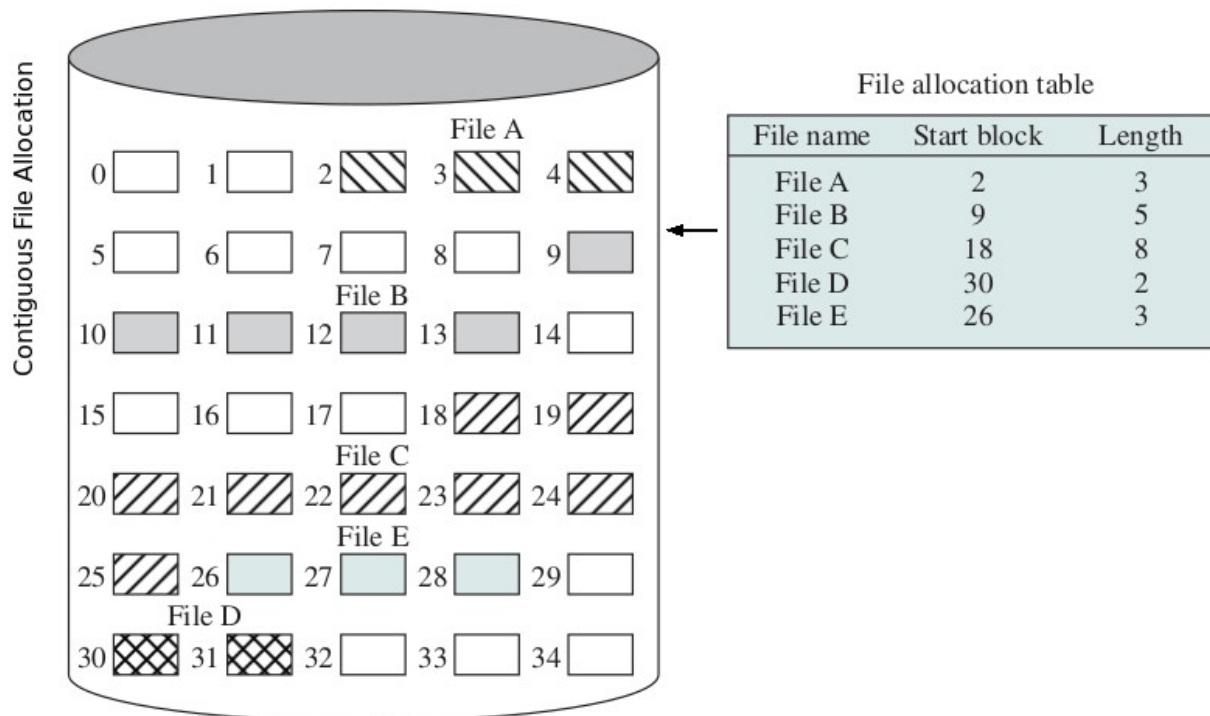 Contiguous File Allocation
File A
0 1 2 3 4
5 6 7 8 9
File B
10 11 12 13 14
15 16 17 18 19
File C
20 21 22 23 24
File E
25 26 27 28 29
File D
30 31 32 33 34
File allocation table
File name Start block Length
File A 2 3
File B 9 5
File C 18 8
File D 30 2
File E 26 3